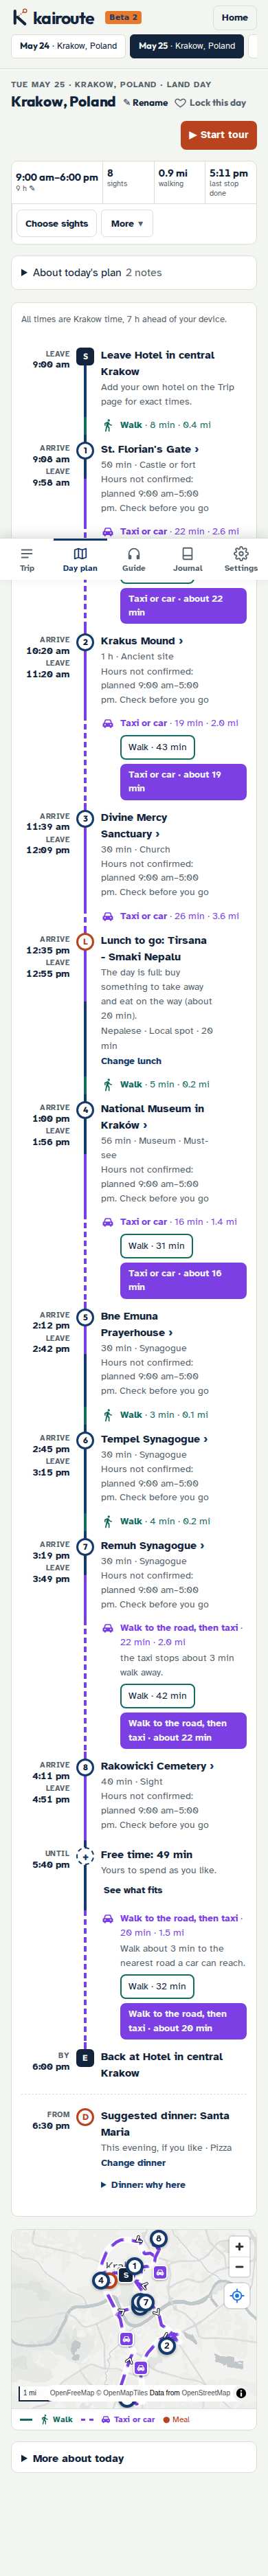 kairoute
Beta 2
Home
May 24 · Krakow, Poland
May 25 · Krakow, Poland
TUE MAY 25 · KRAKOW, POLAND · LAND DAY
Krakow, Poland
✎ Rename
Lock this day
▶ Start tour
9:00 am–6:00 pm
9 h ✎
8
sights
0.9 mi
walking
5:11 pm
last stop
done
Choose sights
More ▾
▶ About today's plan 2 notes
All times are Krakow time, 7 h ahead of your device.
LEAVE
9:00 am
S
Leave Hotel in central
Krakow
Add your own hotel on the Trip
page for exact times.
Walk · 8 min · 0.4 mi
ARRIVE
9:08 am
LEAVE
9:58 am
1
St. Florian's Gate ›
50 min · Castle or fort
Hours not confirmed:
planned 9:00 am–5:00
pm. Check before you go
Taxi or car · 22 min · 2.6 mi
Trip
Day plan
Guide
Journal
Settings
Taxi or car · about 22
min
ARRIVE
10:20 am
LEAVE
11:20 am
2
Krakus Mound ›
1 h · Ancient site
Hours not confirmed:
planned 9:00 am–5:00
pm. Check before you go
Taxi or car · 19 min · 2.0 mi
Walk · 43 min
Taxi or car · about 19
min
ARRIVE
11:39 am
LEAVE
12:09 pm
3
Divine Mercy
Sanctuary ›
30 min · Church
Hours not confirmed:
planned 9:00 am–5:00
pm. Check before you go
Taxi or car · 26 min · 3.6 mi
ARRIVE
12:35 pm
LEAVE
12:55 pm
L
Lunch to go: Tirsana
- Smaki Nepalu
The day is full: buy
something to take away
and eat on the way (about
20 min).
Nepalese · Local spot · 20
min
Change lunch
Walk · 5 min · 0.2 mi
ARRIVE
1:00 pm
LEAVE
1:56 pm
4
National Museum in
Kraków ›
56 min · Museum · Must-
see
Hours not confirmed:
planned 9:00 am–5:00
pm. Check before you go
Taxi or car · 16 min · 1.4 mi
Walk · 31 min
Taxi or car · about 16
min
ARRIVE
2:12 pm
LEAVE
2:42 pm
5
Bne Emuna
Prayerhouse ›
30 min · Synagogue
Hours not confirmed:
planned 9:00 am–5:00
pm. Check before you go
Walk · 3 min · 0.1 mi
ARRIVE
2:45 pm
LEAVE
3:15 pm
6
Tempel Synagogue ›
30 min · Synagogue
Hours not confirmed:
planned 9:00 am–5:00
pm. Check before you go
Walk · 4 min · 0.2 mi
ARRIVE
3:19 pm
LEAVE
3:49 pm
7
Remuh Synagogue ›
30 min · Synagogue
Hours not confirmed:
planned 9:00 am–5:00
pm. Check before you go
Walk to the road, then taxi ·
22 min · 2.0 mi
the taxi stops about 3 min
walk away.
Walk · 42 min
Walk to the road, then
taxi · about 22 min
ARRIVE
4:11 pm
LEAVE
4:51 pm
8
Rakowicki Cemetery ›
40 min · Sight
Hours not confirmed:
planned 9:00 am–5:00
pm. Check before you go
UNTIL
5:40 pm
+
Free time: 49 min
Yours to spend as you like.
See what fits
Walk to the road, then taxi ·
20 min · 1.5 mi
Walk about 3 min to the
nearest road a car can reach.
Walk · 32 min
Walk to the road, then
taxi · about 20 min
BY
6:00 pm
E
Back at Hotel in central
Krakow
FROM
6:30 pm
D
Suggested dinner: Santa
Maria
This evening, if you like · Pizza
Change dinner
▶ Dinner: why here
8
1
S
4
7
2
+
−
1 mi
OpenFreeMap © OpenMapTiles Data from OpenStreetMap
Walk
Taxi or car
Meal
▶ More about today